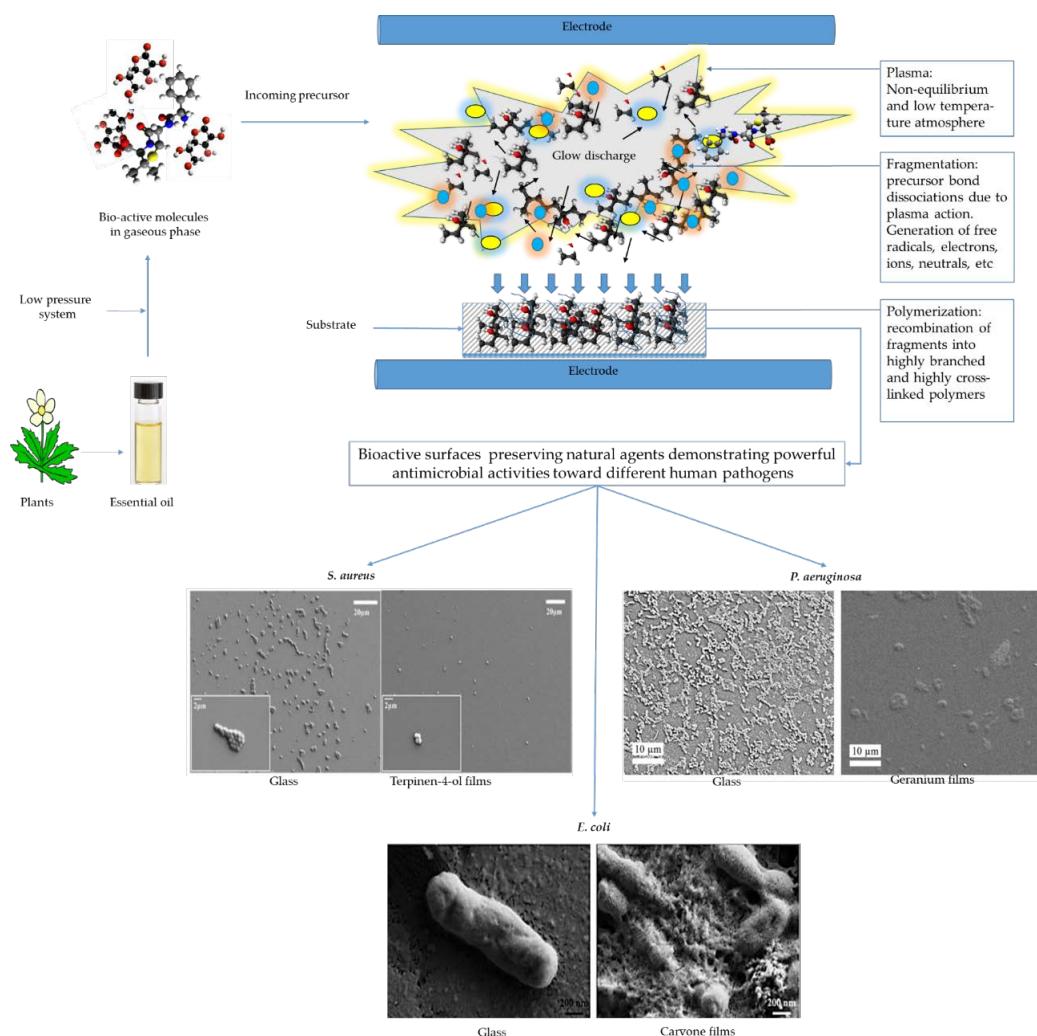 Electrode
Incoming precursor
Plasma:
Non-equilibrium
and low tempera-
ture atmosphere
Glow discharge
Fragmentation:
precursor bond
dissociations due to
plasma action.
Generation of free
radicals, electrons,
ions, neutrals, etc
Bio-active molecules
in gaseous phase
Low pressure
system
Substrate
Polymerization:
recombination of
fragments into
highly branched
and highly cross-
linked polymers
Electrode
Plants
Essential oil
Bioactive surfaces preserving natural agents demonstrating powerful
antimicrobial activities toward different human pathogens
S. aureus
20µm
2µm
Glass
20µm
2µm
Terpinen-4-ol films
P. aeruginosa
10 µm
Glass
10 µm
Geranium films
E. coli
200 nm
Glass
200 nm
Carvone films